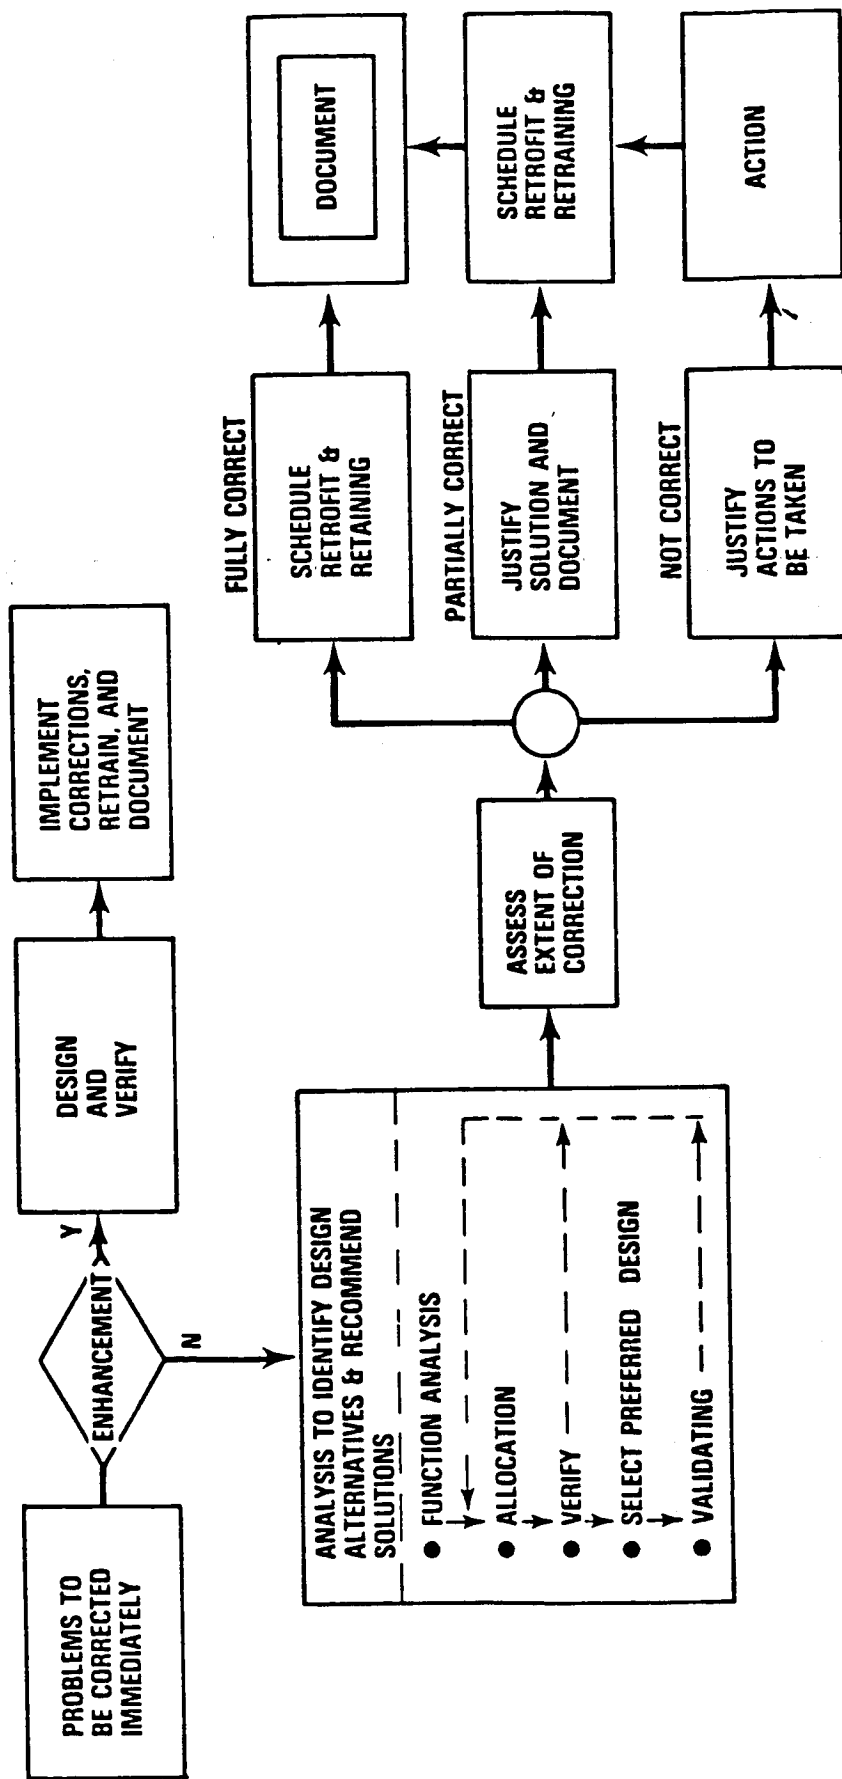 PROBLEMS TO
BE CORRECTED
IMMEDIATELY
ENHANCEMENT
Y
N
DESIGN
AND
VERIFY
IMPLEMENT
CORRECTIONS,
RETRAIN, AND
DOCUMENT
ANALYSIS TO IDENTIFY DESIGN
ALTERNATIVES & RECOMMEND
SOLUTIONS
● FUNCTION ANALYSIS
● ALLOCATION
● VERIFY
● SELECT PREFERRED DESIGN
● VALIDATING
ASSESS
EXTENT OF
CORRECTION
FULLY CORRECT
SCHEDULE
RETROFIT &
RETAINING
DOCUMENT
PARTIALLY CORRECT
JUSTIFY
SOLUTION AND
DOCUMENT
SCHEDULE
RETROFIT &
RETRAINING
NOT CORRECT
JUSTIFY
ACTIONS TO
BE TAKEN
ACTION